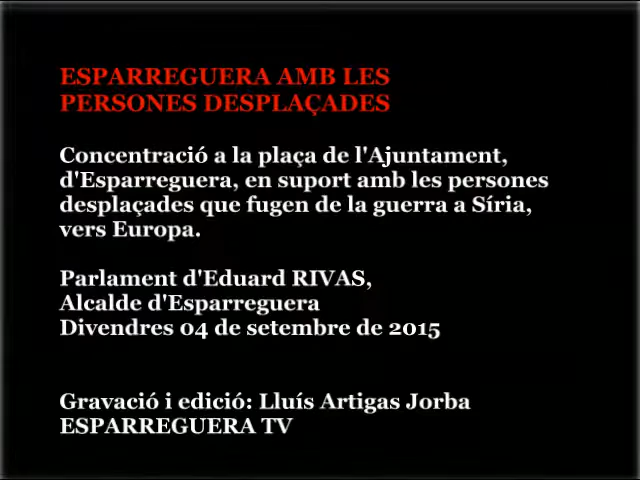 ESPARREGUERA AMB LES
PERSONES DESPLAÇADES
Concentració a la plaça de l'Ajuntament,
d'Esparreguera, en suport amb les persones
desplaçades que fugen de la guerra a Síria,
vers Europa.
Parlament d'Eduard RIVAS,
Alcalde d'Esparreguera
Divendres 04 de setembre de 2015
Gravació i edició: Lluís Artigas Jorba
ESPARREGUERA TV